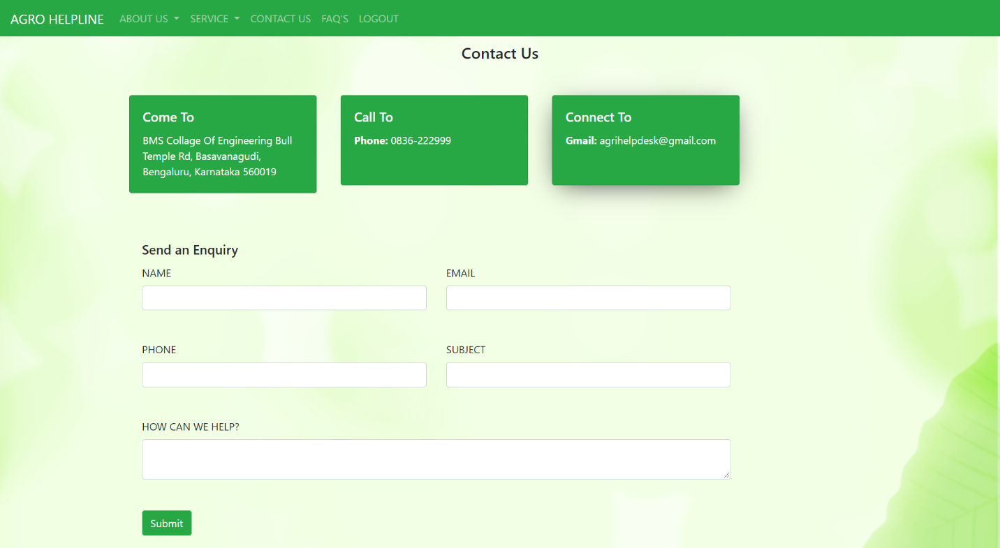 AGRO HELPLINE ABOUT US SERVICE CONTACT US FAQ'S LOGOUT
Contact Us
Come To
BMS Collage Of Engineering Bull
Temple Rd, Basavanagudi,
Bengaluru, Karnataka 560019
Call To
Phone: 0836-222999
Connect To
Gmail: agrihelpdesk@gmail.com
Send an Enquiry
NAME
EMAIL
PHONE
SUBJECT
HOW CAN WE HELP?
Submit